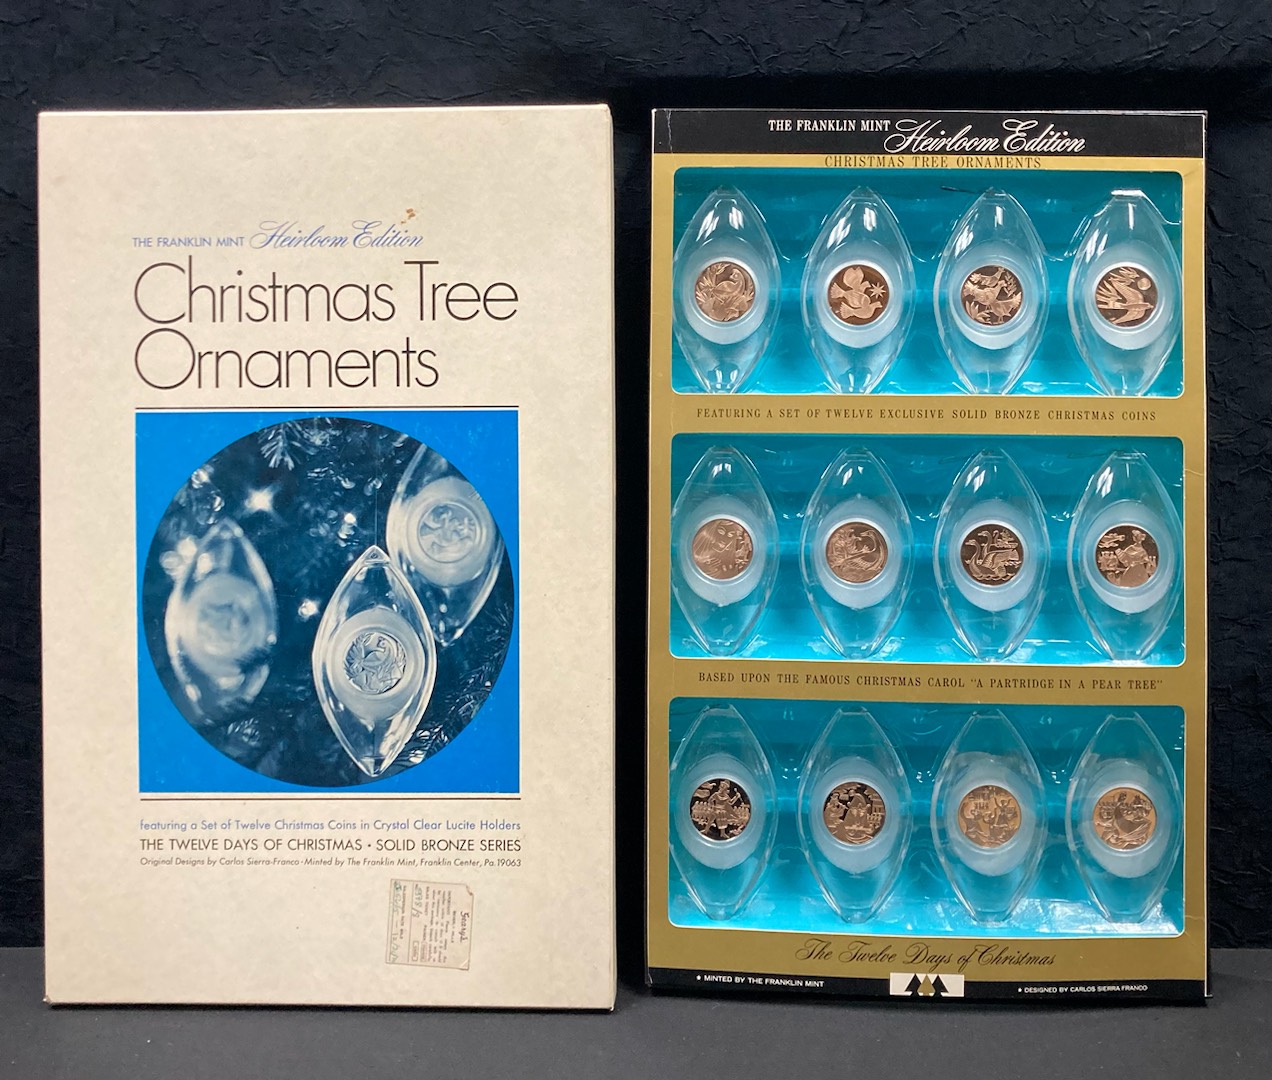 THE FRANKLIN MINT Heirloom Edition
Christmas Tree
Ornaments
featuring a Set of Twelve Christmas Coins in Crystal Clear Lucite Holders
THE TWELVE DAYS OF CHRISTMAS • SOLID BRONZE SERIES
Original Designs by Carlos Sierra-Franco • Minted by The Franklin Mint, Franklin Center, Pa. 19063
THE FRANKLIN MINT Heirloom Edition
CHRISTMAS TREE ORNAMENTS
FEATURING A SET OF TWELVE EXCLUSIVE SOLID BRONZE CHRISTMAS COINS
BASED UPON THE FAMOUS CHRISTMAS CAROL "A PARTRIDGE IN A PEAR TREE"
The Twelve Days of Christmas
★ MINTED BY THE FRANKLIN MINT
★ DESIGNED BY CARLOS SIERRA FRANCO